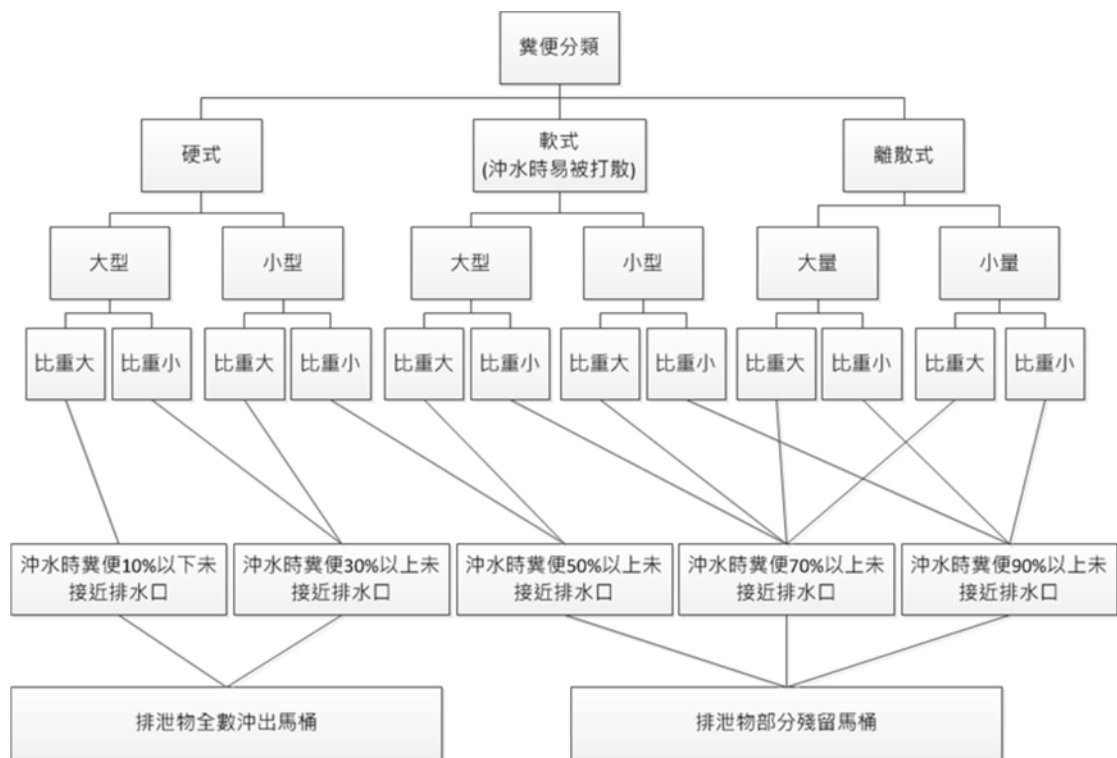 糞便分類
硬式
軟式
(沖水時易被打散)
離散式
大型
小型
大型
小型
大量
小量
比重大
比重小
比重大
比重小
比重大
比重小
比重大
比重小
比重大
比重小
比重大
比重小
沖水時糞便10%以下未
接近排水口
沖水時糞便30%以上未
接近排水口
沖水時糞便50%以上未
接近排水口
沖水時糞便70%以上未
接近排水口
沖水時糞便90%以上未
接近排水口
排泄物全數沖出馬桶
排泄物部分殘留馬桶